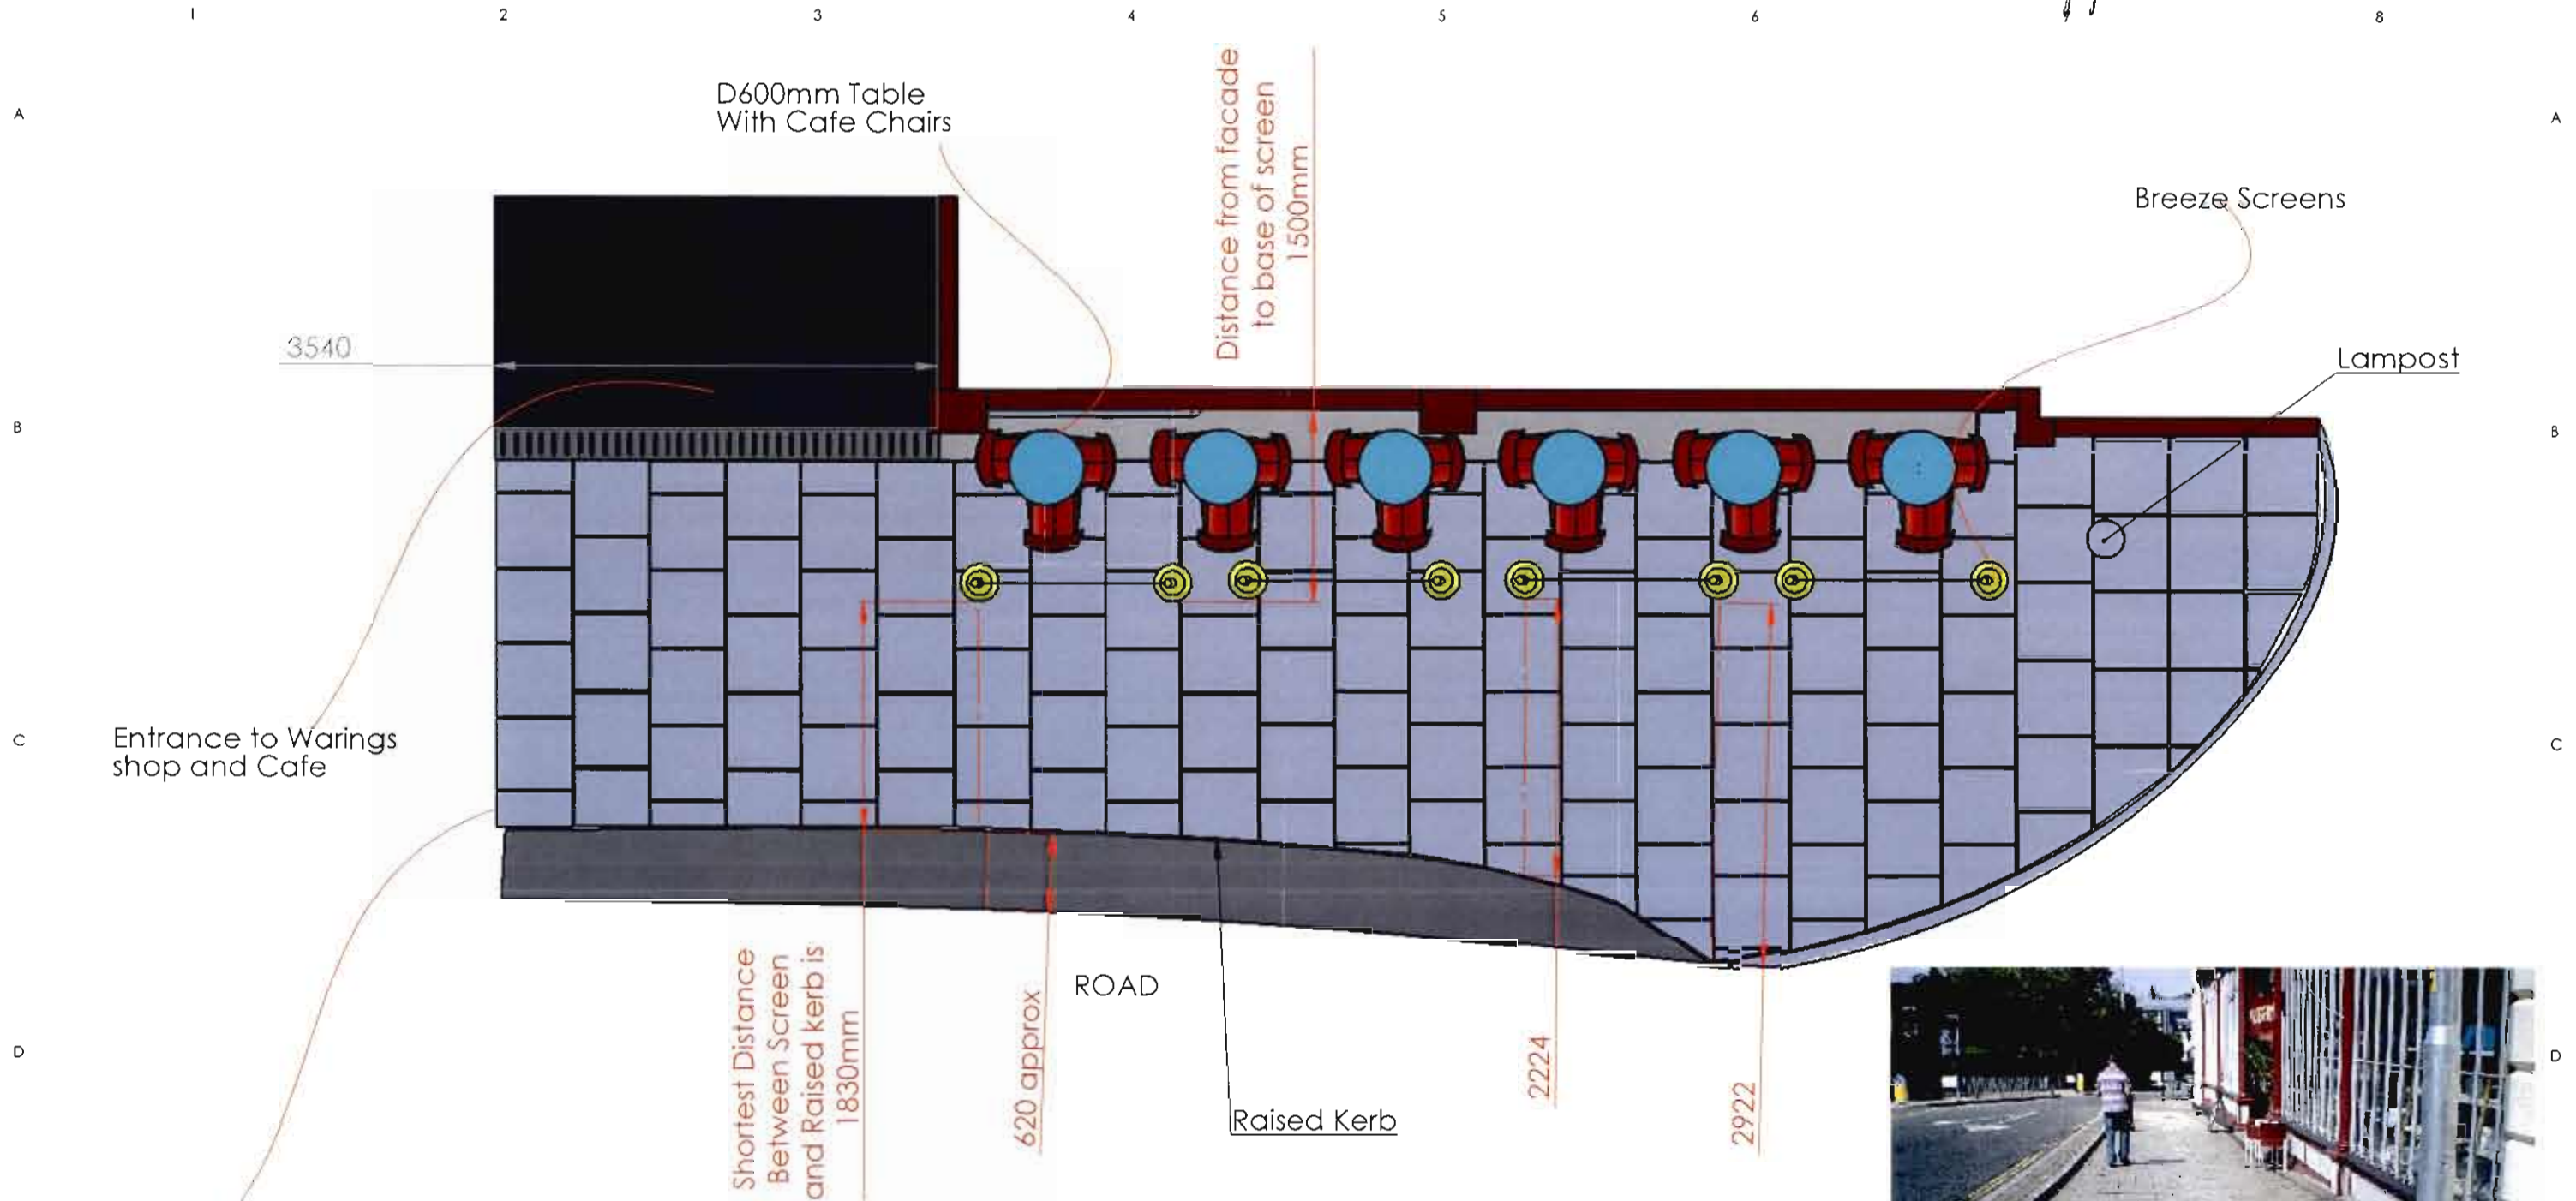 1 2 3 4 5 6 8
A A
D600mm Table
With Cafe Chairs
Distance from facade
to base of screen
1500mm
Breeze Screens
3540
Lampost
B B
Entrance to Warings
shop and Cafe
C C
Shortest Distance
Between Screen
and Raised kerb is
1830mm
620 approx
ROAD
Raised Kerb
2224
2922
D D